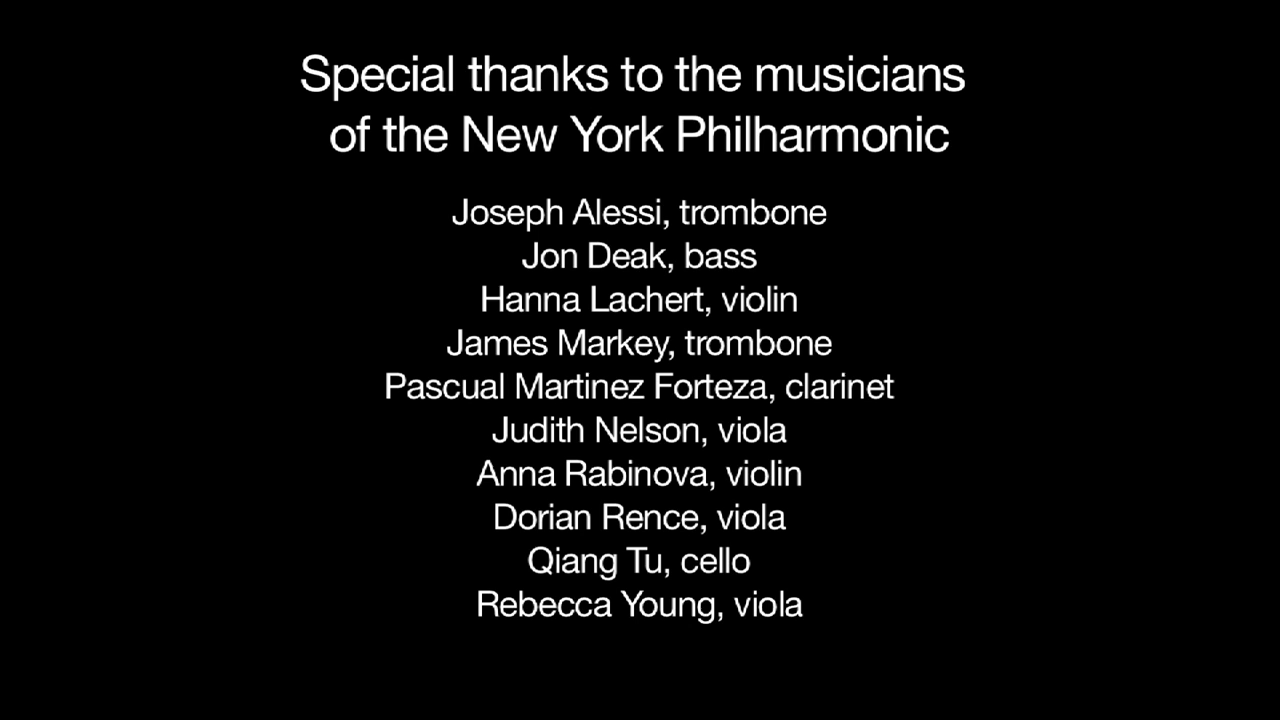 Special thanks to the musicians
of the New York Philharmonic
Joseph Alessi, trombone
Jon Deak, bass
Hanna Lachert, violin
James Markey, trombone
Pascual Martinez Forteza, clarinet
Judith Nelson, viola
Anna Rabinova, violin
Dorian Rence, viola
Qiang Tu, cello
Rebecca Young, viola